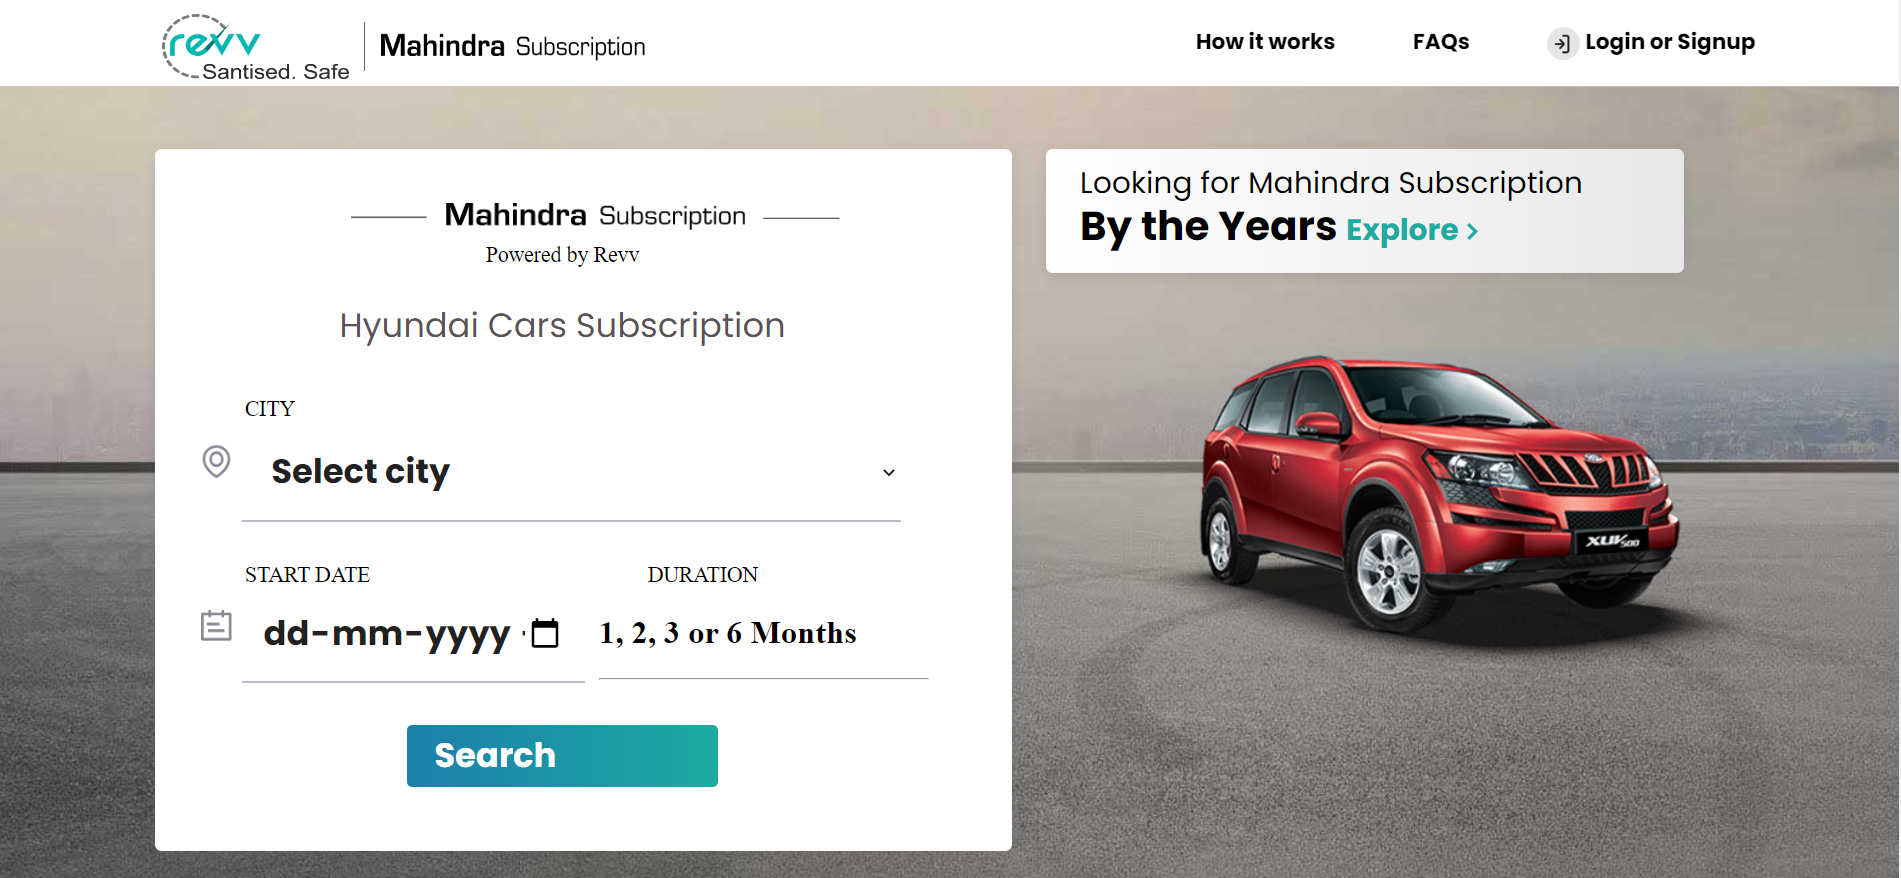 revv
Santised. Safe
Mahindra Subscription
How it works
FAQs
Login or Signup
Mahindra Subscription
Powered by Revv
Hyundai Cars Subscription
CITY
Select city
START DATE
DURATION
dd-mm-yyyy
1, 2, 3 or 6 Months
Search
Looking for Mahindra Subscription
By the Years Explore >
XUV500